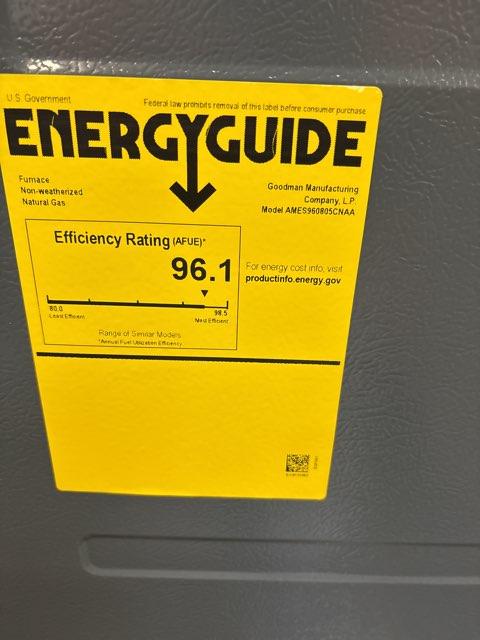 U.S. Government
Federal law prohibits removal of this label before consumer purchase
ENERGYGUIDE
Furnace
Non-weatherized
Natural Gas
Goodman Manufacturing
Company, L.P.
Model AMES960805CNAA
Efficiency Rating (AFUE)*
96.1
For energy cost info, visit
productinfo.energy.gov
80.0
98.5
Least Efficient
Most Efficient
Range of Similar Models
*Annual Fuel Utilization Efficiency